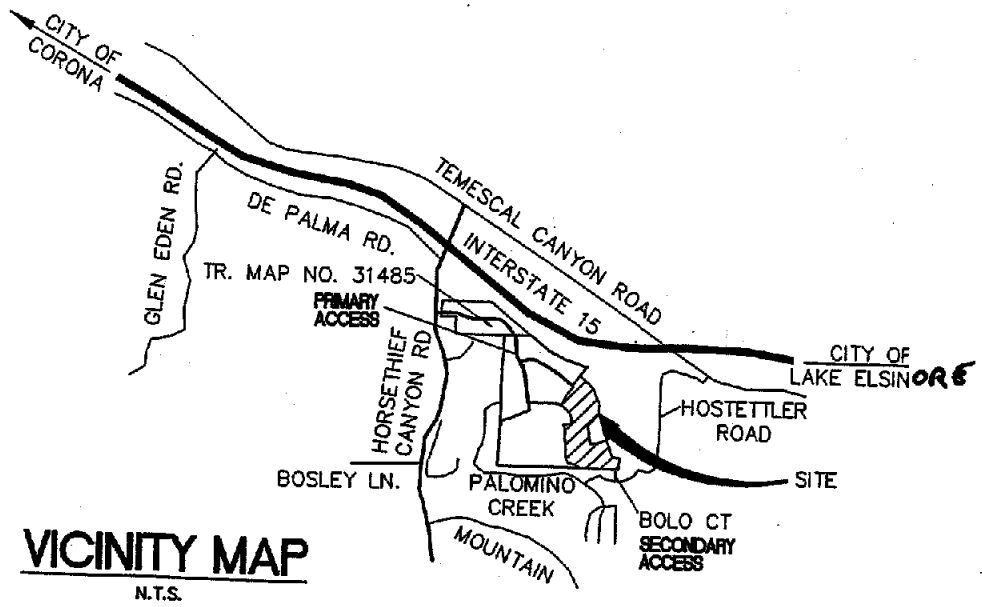 CITY OF
CORONA
GLEN EDEN RD.
DE PALMA RD.
TEMESCAL CANYON ROAD
INTERSTATE 15
TR. MAP NO. 31485
PRIMARY
ACCESS
HORSETHIEF
CANYON RD
CITY OF
LAKE ELSINORE
HOSTETTLER
ROAD
BOSLEY LN.
PALOMINO
CREEK
SITE
BOLO CT
SECONDARY
ACCESS
MOUNTAIN
VICINITY MAP
N.T.S.